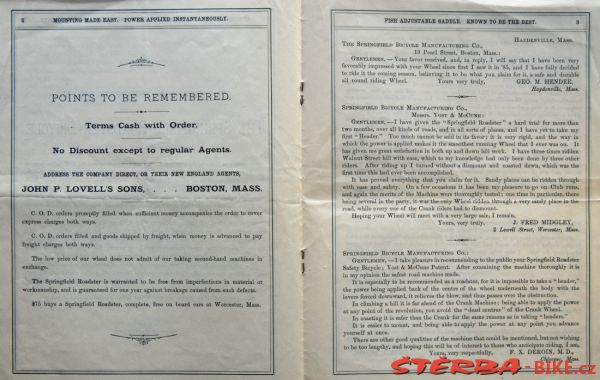 2 MOUNTING MADE EASY. POWER APPLIED INSTANTANEOUSLY.
POINTS TO BE REMEMBERED.
Terms Cash with Order,
No Discount except to regular Agents.
ADDRESS THE COMPANY DIRECT, OR THEIR NEW ENGLAND AGENTS,
JOHN P. LOVELL'S SONS, . . . BOSTON, MASS.
C. O. D. orders promptly filled when sufficient money accompanies the order to cover
express charges both ways.
C. O. D. orders filled and goods shipped by freight, when money is advanced to pay
freight charges both ways.
The low price of our wheel does not admit of our taking second-hand machines in
exchange.
The Springfield Roadster is warranted to be free from imperfections in material or
workmanship, and is guaranteed for one year against breakage caused from such defects.
$75 buys a Springfield Roadster, complete, free on board cars at Worcester, Mass.
FISH ADJUSTABLE SADDLE. KNOWN TO BE THE BEST. 3
HAYDENVILLE, MASS.
THE SPRINGFIELD BICYCLE MANUFACTURING CO.,
19 Pearl Street, Boston, Mass.:
GENTLEMEN, – Your favor received, and, in reply, I will say that I have been very
favorably impressed with your Wheel since first I saw it in '85, and I have fully decided
to ride it the coming season, believing it to be what you claim for it, a safe and durable
all round riding Wheel. Yours very truly, GEO. M. HENDEE,
Haydenville, Mass.
SPRINGFIELD BICYCLE MANUFACTURING CO.,
MESSRS. YOST & MCCUNE:
GENTLEMEN, – I have given the "Springfield Roadster" a hard trial for more than
two months, over all kinds of roads, and in all sorts of places, and I have yet to take my
first "Header." Too much cannot be said in its favor; it is very rigid, and the way in
which the power is applied makes it the smoothest running Wheel that I ever was on. It
has given me great satisfaction in both up and down hill work. I have three times ridden
Walnut Street hill with ease, which to my knowledge had only been done by three other
riders. After riding up I turned without a dismount and coasted down, which was the
first time this had ever been accomplished.
It has proved everything that you claim for it. Sandy places can be ridden through
with ease and safety. On a few occasions it has been my pleasure to go on Club runs,
and again the merits of the Machine were thoroughly tested; one time in particular, there
being several in the party, it was the only Wheel ridden through a very sandy place in the
road, while every one of the Crank riders had to dismount.
Hoping your Wheel will meet with a very large sale, I remain,
Yours, very truly, J. FRED MIDGLEY,
2 Lowell Street, Worcester, Mass.
SPRINGFIELD BICYCLE MANUFACTURING CO.:
GENTLEMEN, – I take pleasure in recommending to the public your Springfield Roadster
Safety Bicycle; Yost & McCune Patent. After examining the machine thoroughly it is
in my opinion the safest road machine made.
It is especially to be recommended as a roadster, for it is impossible to take a "header,"
the power being applied back of the centre of the wheel underneath the body with the
levers forced downward, it relieves the blow, and thus passes over the obstruction.
In climbing a hill it is far ahead of the Crank Machine; being able to apply the power
at any point of the revolution, you avoid the "dead centres" of the Crank Wheel.
In coasting it is safer than the Crank for the same reasons as in taking "headers."
It is easier to mount, and being able to apply the power at any point you advance
yourself at once.
There are other good qualities of the machine that could be mentioned, but not wishing
to be too lengthy, and hoping this will be of interest to those who anticipate riding, I am,
Yours, very respectfully, F. X. DEROIN, M. D.,
Chicopee, Mass.
ŠTĚRBA-BIKE.cz